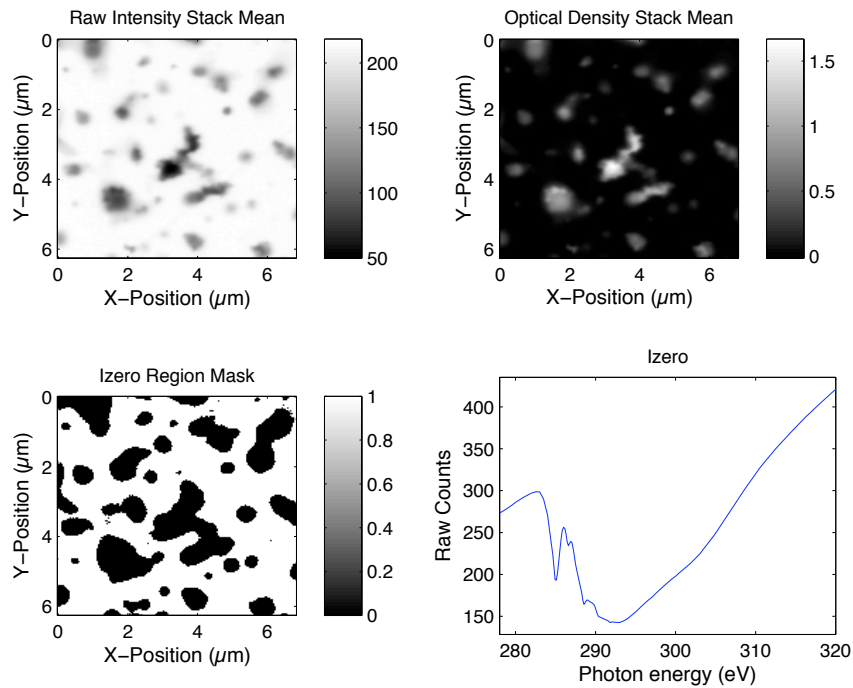 Raw Intensity Stack Mean
0
2
4
6
0 2 4 6
200
150
100
50
Y−Position (µm)
X−Position (µm)
Optical Density Stack Mean
0
2
4
6
0 2 4 6
1.5
1
0.5
0
Y−Position (µm)
X−Position (µm)
Izero Region Mask
0
2
4
6
0 2 4 6
1
0.8
0.6
0.4
0.2
0
Y−Position (µm)
X−Position (µm)
Izero
400
350
300
250
200
150
280 290 300 310 320
Raw Counts
Photon energy (eV)